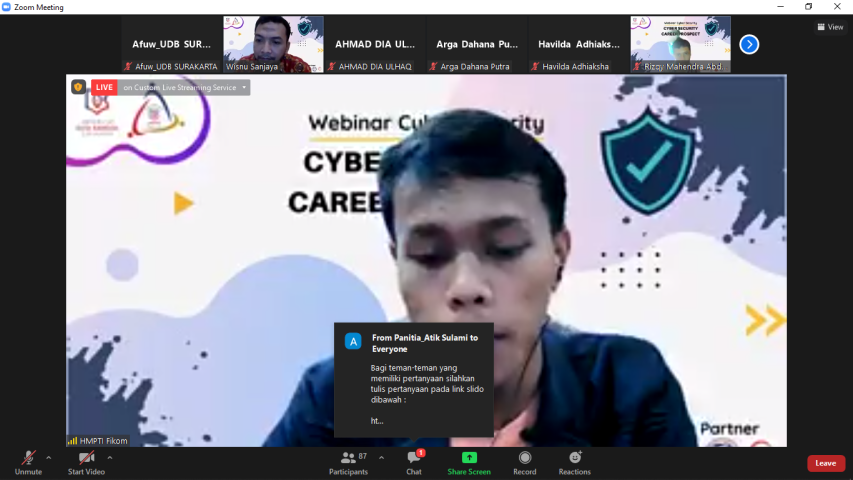 Zoom Meeting
View
Afuw_UDB SUR...
AHMAD DIA UL...
Arga Dahana Pu...
Havilda Adhiaks...
Webinar Cyber Security
CYBER SECURITY
CAREER PROSPECT
Afuw_UDB SURAKARTA
Wisnu Sanjaya
AHMAD DIA ULHAQ
Arga Dahana Putra
Havilda Adhiaksha
Rizqy Mahendra Abd...
LIVE
on Custom Live Streaming Service
Webinar Cy
rity
CYBE
CAREE
From Panitia_Atik Sulami to
Everyone
A
Bagi teman-teman yang
memiliki pertanyaan silahkan
tulis pertanyaan pada link slido
dibawah :
ht...
Partner
HMPTI Fikom
Unmute
Start Video
Participants
87
Chat
1
Share Screen
Record
Reactions
Leave